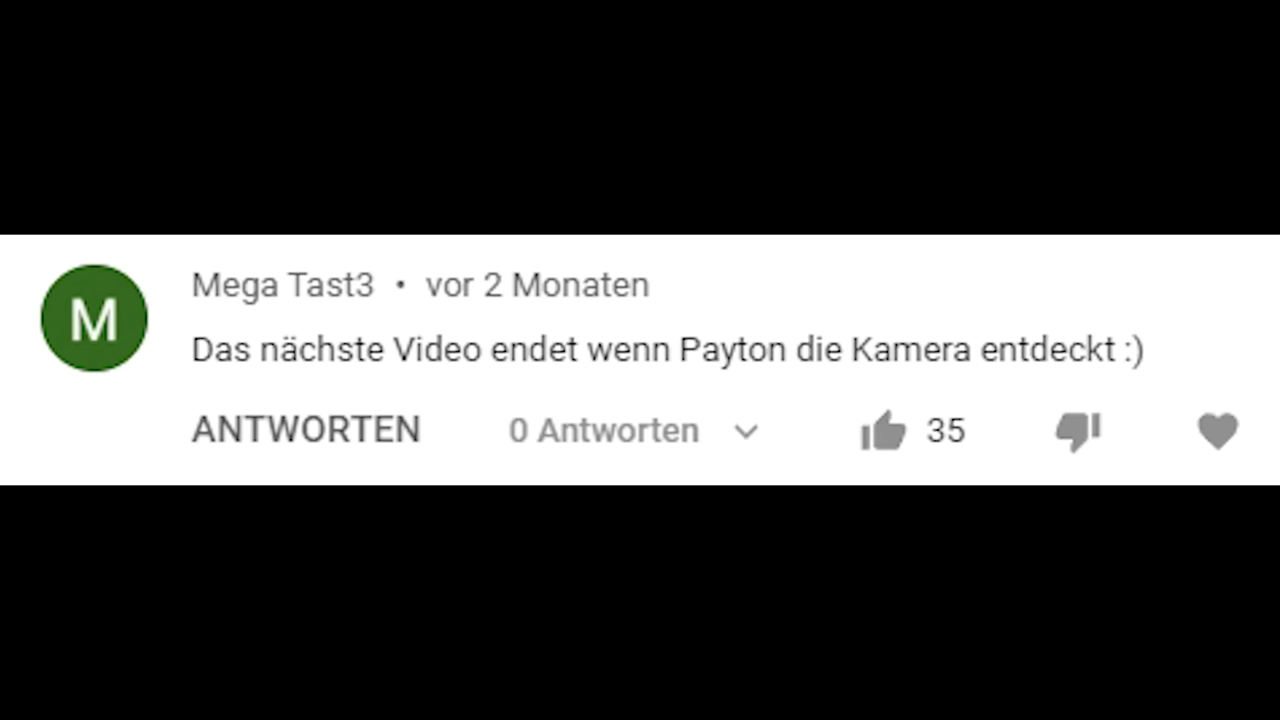 M
Mega Tast3 • vor 2 Monaten
Das nächste Video endet wenn Payton die Kamera entdeckt :)
ANTWORTEN 0 Antworten 35